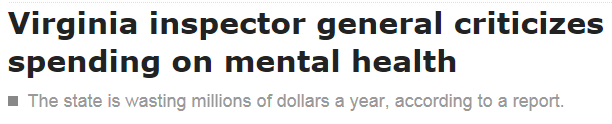 Virginia inspector general criticizes
spending on mental health
The state is wasting millions of dollars a year, according to a report.